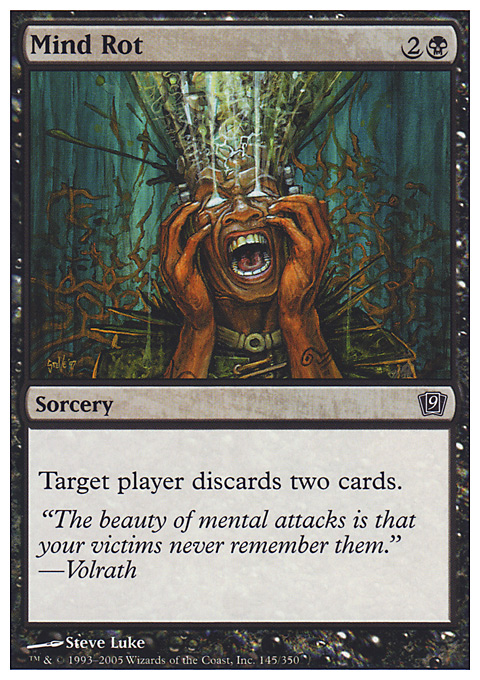 Mind Rot 2
9
Sorcery
Target player discards two cards.
“The beauty of mental attacks is that
your victims never remember them.”
—Volrath
Steve Luke
™ & © 1993–2005 Wizards of the Coast, Inc. 145/350